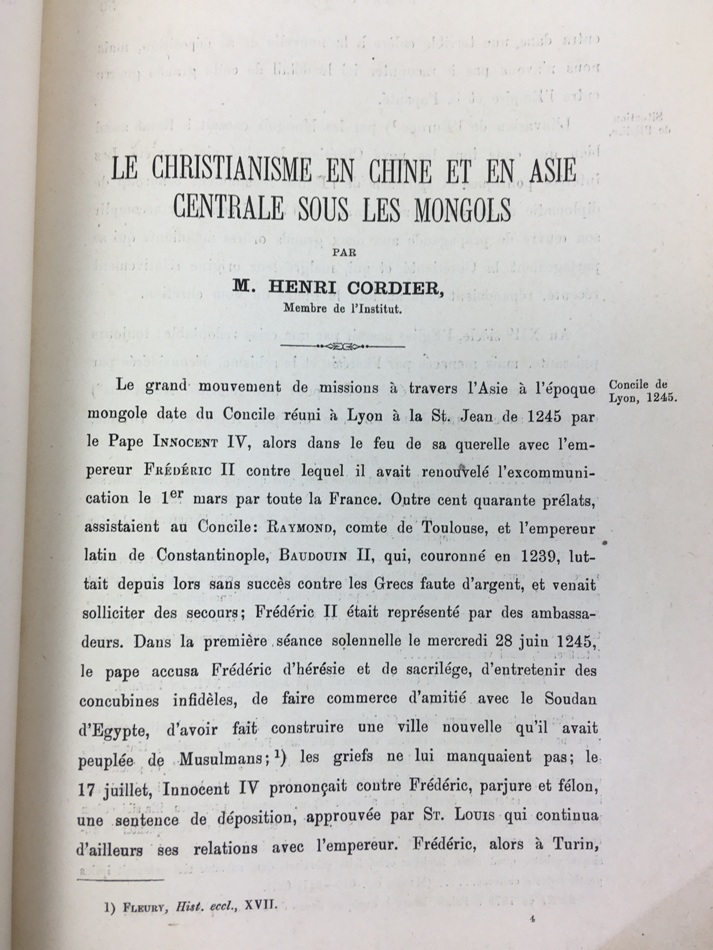 LE CHRISTIANISME EN CHINE ET EN ASIE
CENTRALE SOUS LES MONGOLS
PAR
M. HENRI CORDIER,
Membre de l'Institut.
Le grand mouvement de missions à travers l'Asie à l'époque
mongole date du Concile réuni à Lyon à la St. Jean de 1245 par
le Pape INNOCENT IV, alors dans le feu de sa querelle avec l'em-
pereur FRÉDÉRIC II contre lequel il avait renouvelé l'excommuni-
cation le 1er mars par toute la France. Outre cent quarante prélats,
assistaient au Concile: RAYMOND, comte de Toulouse, et l'empereur
latin de Constantinople, BAUDOUIN II, qui, couronné en 1239, lut-
tait depuis lors sans succès contre les Grecs faute d'argent, et venait
solliciter des secours; Frédéric II était représenté par des ambassa-
deurs. Dans la première séance solennelle le mercredi 28 juin 1245,
le pape accusa Frédéric d'hérésie et de sacrilége, d'entretenir des
concubines infidèles, de faire commerce d'amitié avec le Soudan
d'Egypte, d'avoir fait construire une ville nouvelle qu'il avait
peuplée de Musulmans;1) les griefs ne lui manquaient pas; le
17 juillet, Innocent IV prononçait contre Frédéric, parjure et félon,
une sentence de déposition, approuvée par ST. LOUIS qui continua
d'ailleurs ses relations avec l'empereur. Frédéric, alors à Turin,
Concile de
Lyon, 1245.
1) FLEURY, Hist. eccl., XVII.
4